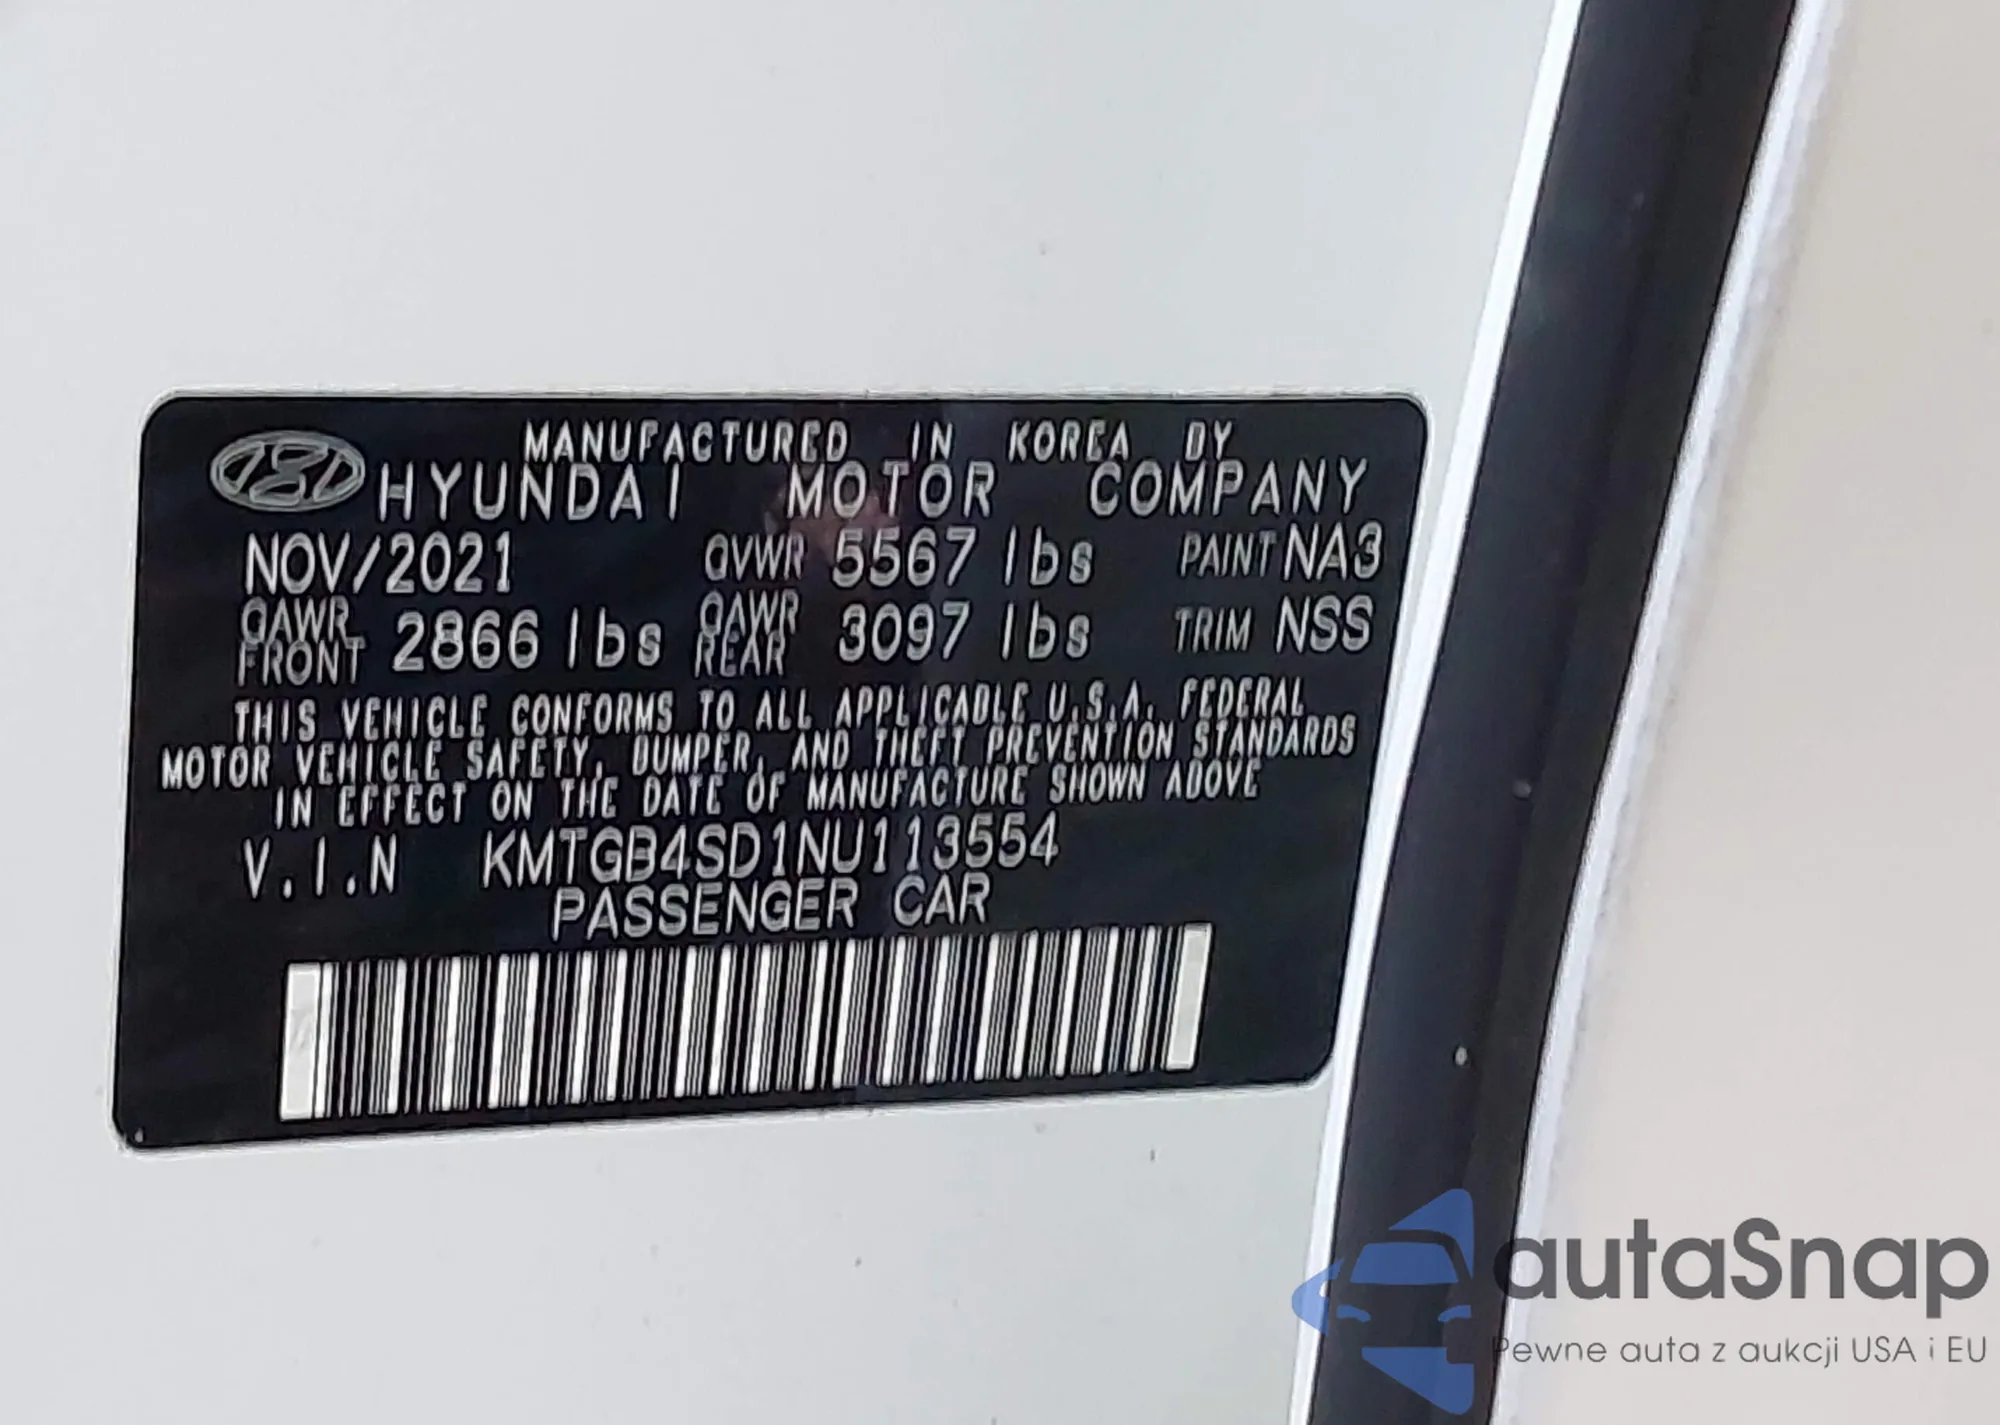 MANUFACTURED IN KOREA BY
HYUNDAI MOTOR COMPANY
NOV/2021 GVWR 5567 lbs PAINT NA3
GAWR FRONT 2866 lbs GAWR REAR 3097 lbs TRIM NSS
THIS VEHICLE CONFORMS TO ALL APPLICABLE U.S.A. FEDERAL
MOTOR VEHICLE SAFETY, BUMPER, AND THEFT PREVENTION STANDARDS
IN EFFECT ON THE DATE OF MANUFACTURE SHOWN ABOVE
V.I.N KMTGB4SD1NU113554
PASSENGER CAR
autaSnap
Pewne auta z aukcji USA i EU